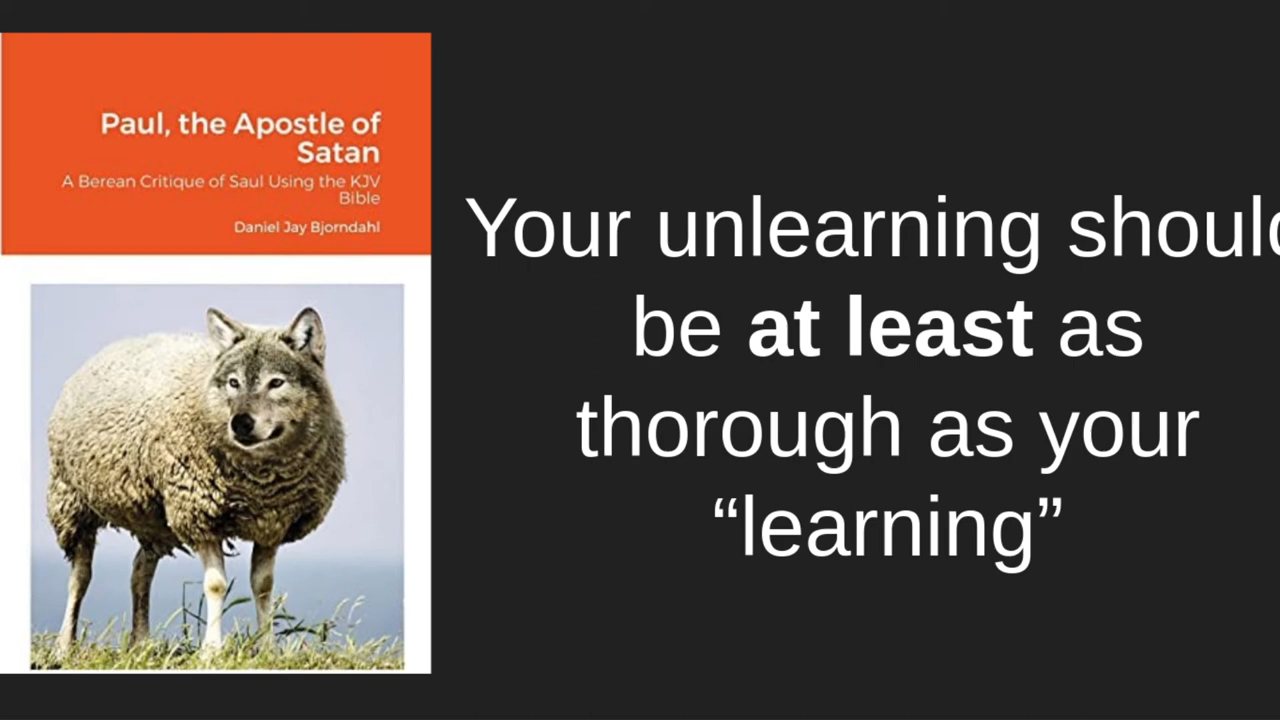 Paul, the Apostle of
Satan
A Berean Critique of Saul Using the KJV
Bible
Daniel Jay Bjorndahl
Your unlearning should
be at least as
thorough as your
“learning”